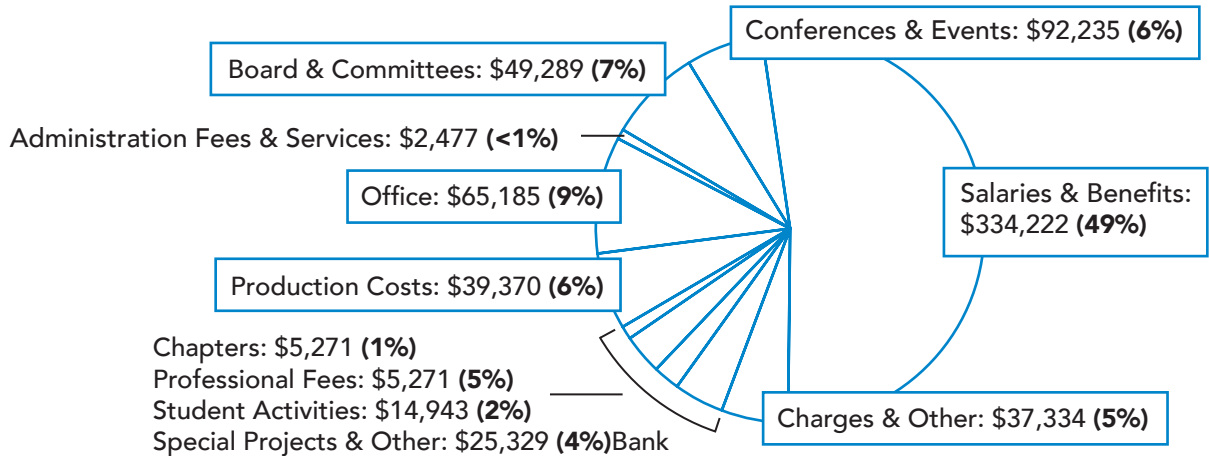 Conferences & Events: $92,235 (6%)
Board & Committees: $49,289 (7%)
Administration Fees & Services: $2,477 (<1%)
Office: $65,185 (9%)
Salaries & Benefits:
$334,222 (49%)
Production Costs: $39,370 (6%)
Chapters: $5,271 (1%)
Professional Fees: $5,271 (5%)
Student Activities: $14,943 (2%)
Special Projects & Other: $25,329 (4%)Bank
Charges & Other: $37,334 (5%)